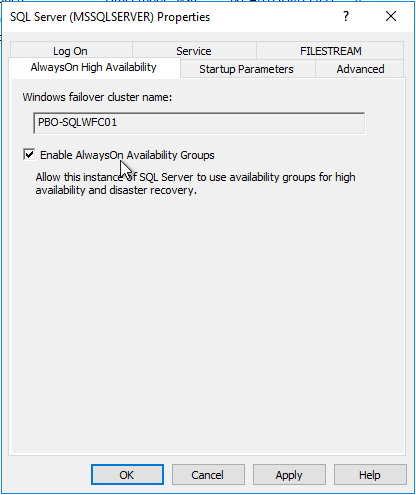 SQL Server (MSSQLSERVER) Properties
?
Log On
Service
FILESTREAM
AlwaysOn High Availability
Startup Parameters
Advanced
Windows failover cluster name:
PBO-SQLWFC01
Enable AlwaysOn Availability Groups
Allow this instance of SQL Server to use availability groups for high
availability and disaster recovery.
OK
Cancel
Apply
Help